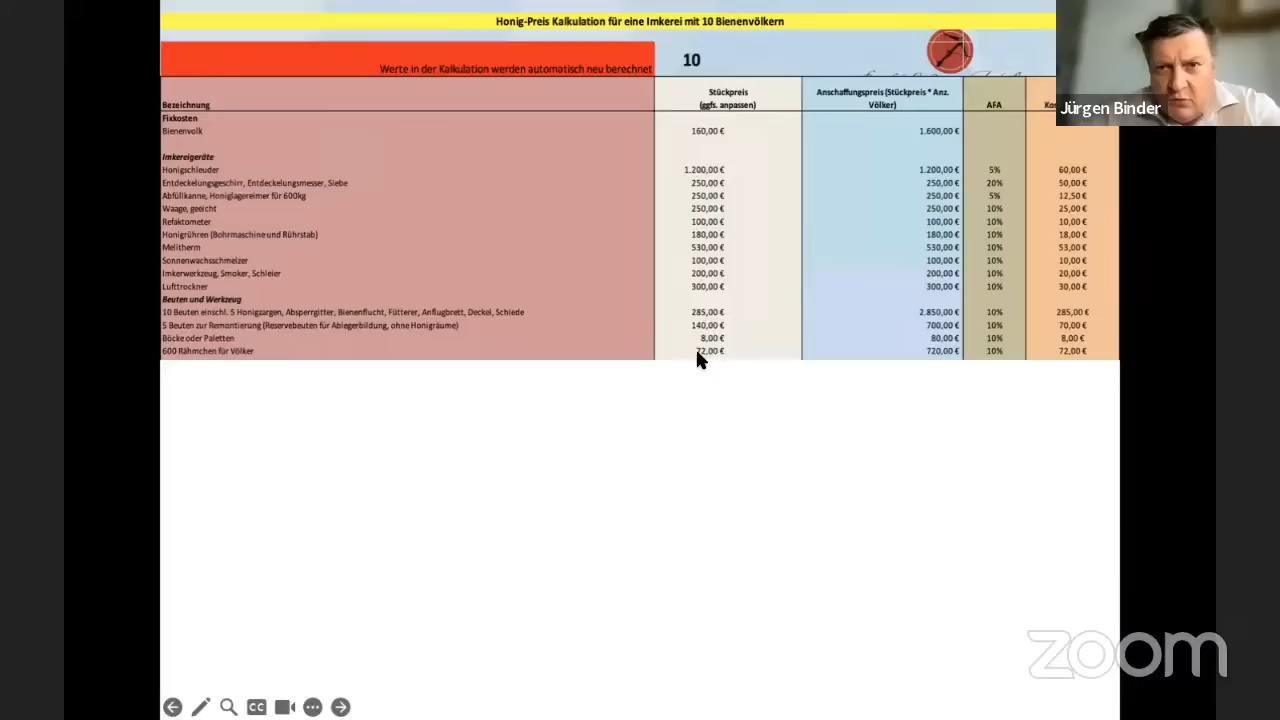 Honig-Preis Kalkulation für eine Imkerei mit 10 Bienenvölkern
Werte in der Kalkulation werden automatisch neu berechnet 10
Stückpreis Anschaffungspreis (Stückpreis * Anz.
Bezeichnung (ggfs. anpassen) Völker) AFA
Fixkosten
Bienenvolk 160,00 € 1.600,00 €
Imkereigeräte
Honigschleuder 1.200,00 € 1.200,00 € 5% 60,00 €
Entdeckelungsgeschirr, Entdeckelungsmesser, Siebe 250,00 € 250,00 € 20% 50,00 €
Abfüllkanne, Honiglagereimer für 600kg 250,00 € 250,00 € 5% 12,50 €
Waage, geeicht 250,00 € 250,00 € 10% 25,00 €
Refaktometer 100,00 € 100,00 € 10% 10,00 €
Honigrühren (Bohrmaschine und Rührstab) 180,00 € 180,00 € 10% 18,00 €
Melitherm 530,00 € 530,00 € 10% 53,00 €
Sonnenwachsschmelzer 100,00 € 100,00 € 10% 10,00 €
Imkerwerkzeug, Smoker, Schleier 200,00 € 200,00 € 10% 20,00 €
Lufttrockner 300,00 € 300,00 € 10% 30,00 €
Beuten und Werkzeug
10 Beuten einschl. 5 Honigzargen, Absperrgitter, Bienenflucht, Fütterer, Anflugbrett, Deckel, Schiede 285,00 € 2.850,00 € 10% 285,00 €
5 Beuten zur Remontierung (Reservebeuten für Ablegerbildung, ohne Honigräume) 140,00 € 700,00 € 10% 70,00 €
Böcke oder Paletten 8,00 € 80,00 € 10% 8,00 €
600 Rähmchen für Völker 72,00 € 720,00 € 10% 72,00 €
Jürgen Binder
zoom
CC